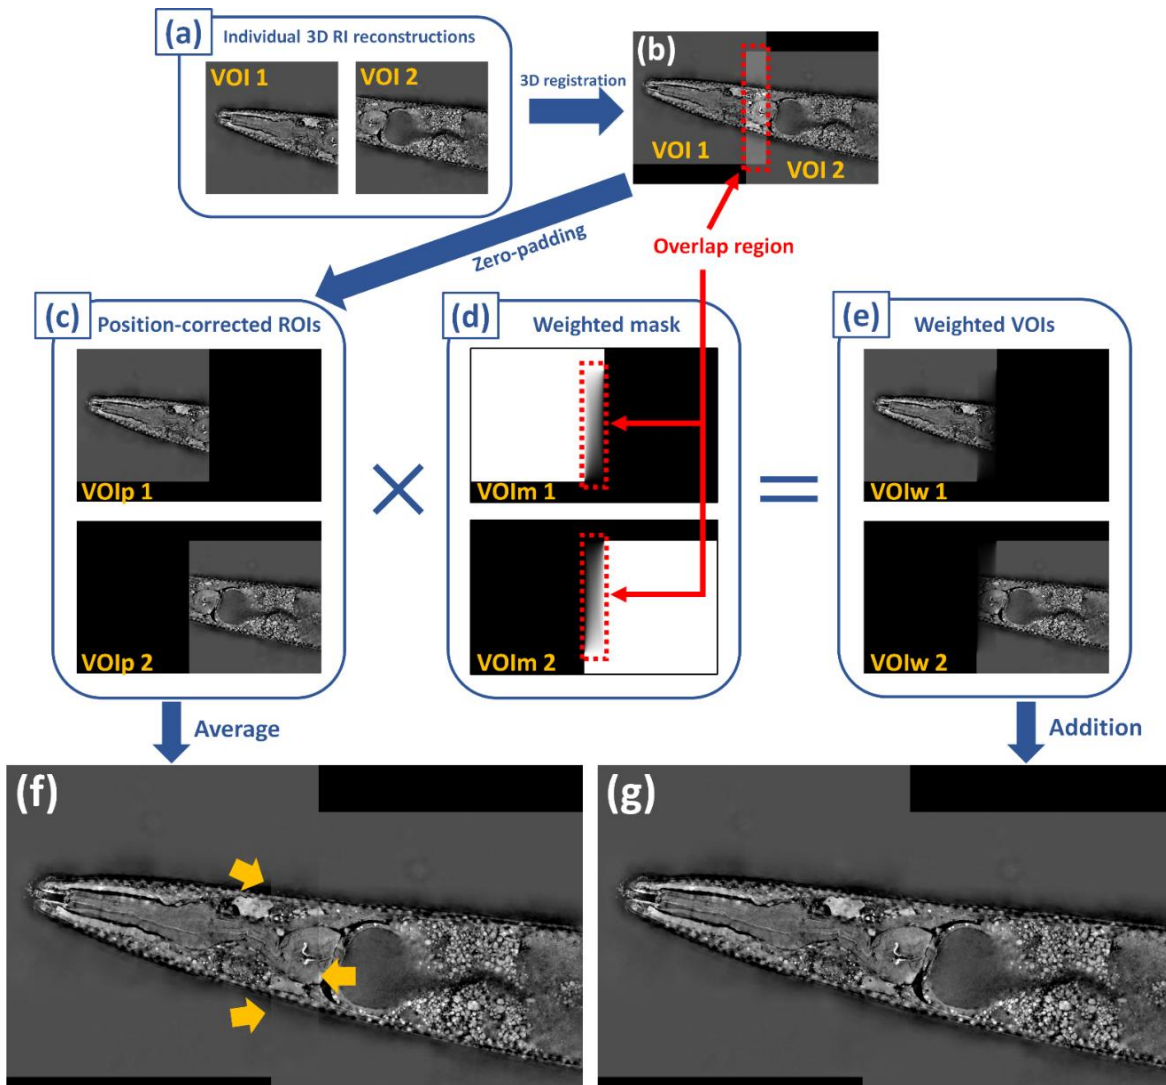 (a)
Individual 3D RI reconstructions
VOI 1
VOI 2
3D registration
(b)
VOI 1
VOI 2
Zero-padding
Overlap region
(c)
Position-corrected ROIs
VOIp 1
VOIp 2
(d)
Weighted mask
VOIm 1
VOIm 2
(e)
Weighted VOIs
VOIw 1
VOIw 2
Average
Addition
(f)
(g)